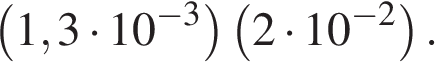 (1,3 · 10⁻³) (2 · 10⁻²).